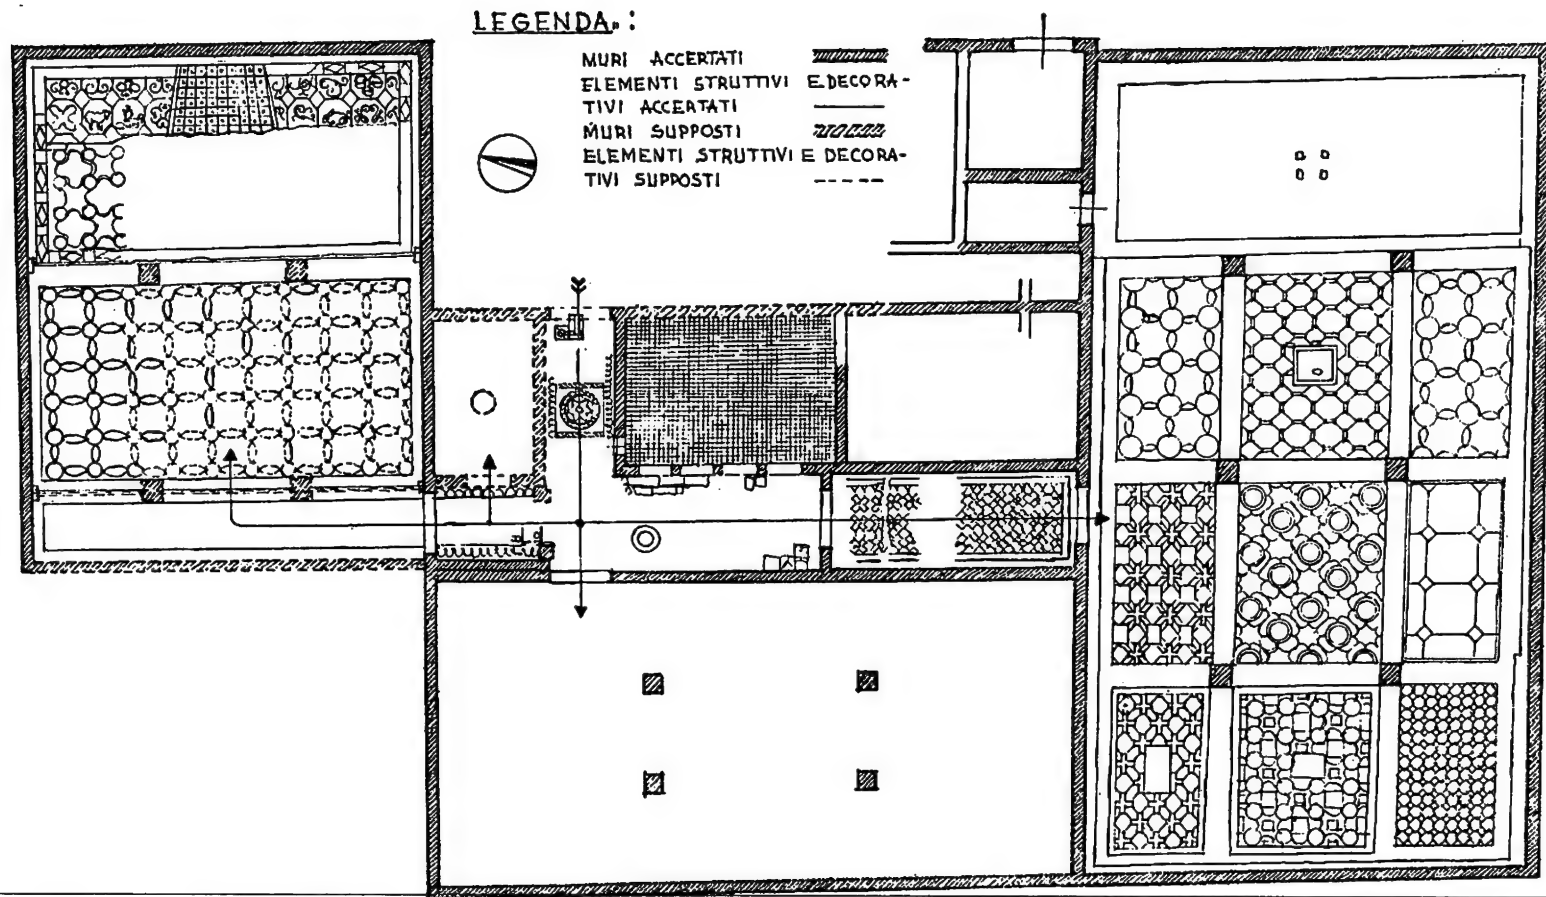 LEGENDA.:
MURI ACCERTATI
ELEMENTI STRUTTIVI E DECORA-
TIVI ACCERTATI
MURI SUPPOSTI
ELEMENTI STRUTTIVI E DECORA-
TIVI SUPPOSTI